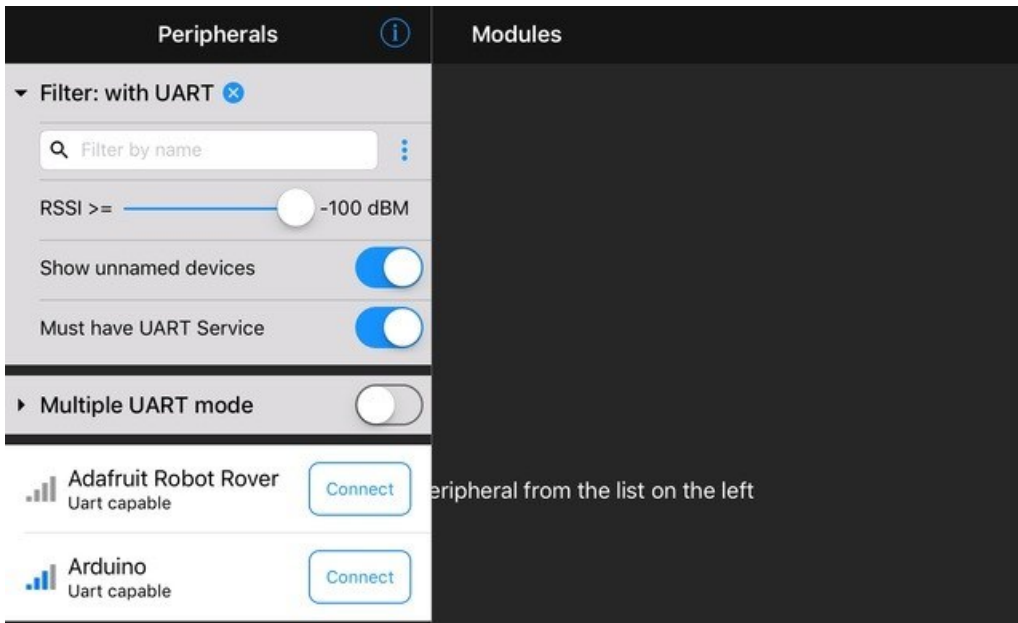 Peripherals
Modules
Filter: with UART
Filter by name
RSSI >=
-100 dBM
Show unnamed devices
Must have UART Service
Multiple UART mode
Adafruit Robot Rover
Uart capable
Connect
eripheral from the list on the left
Arduino
Uart capable
Connect